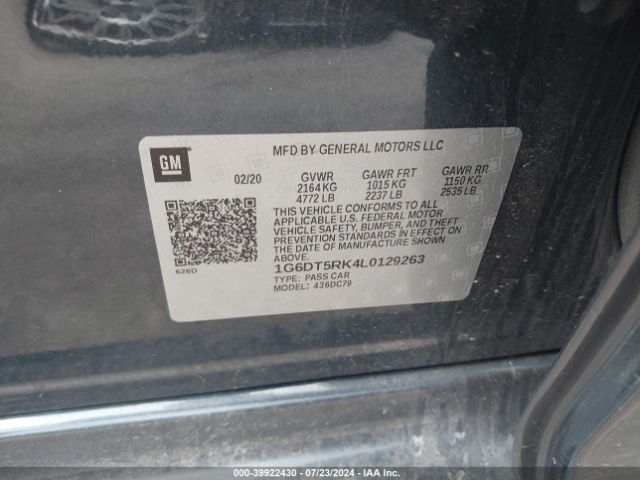 GM
MFD BY GENERAL MOTORS LLC
02/20 GVWR GAWR FRT GAWR RR
2164 KG 1015 KG 1150 KG
4772 LB 2237 LB 2535 LB
THIS VEHICLE CONFORMS TO ALL
APPLICABLE U.S. FEDERAL MOTOR
VEHICLE SAFETY, BUMPER, AND THEFT
PREVENTION STANDARDS IN EFFECT
ON THE DATE OF MANUFACTURE SHOWN
ABOVE.
626D
1G6DT5RK4L0129263
TYPE: PASS CAR
MODEL: 436DC79
000-39922430 - 07/23/2024 - IAA Inc.